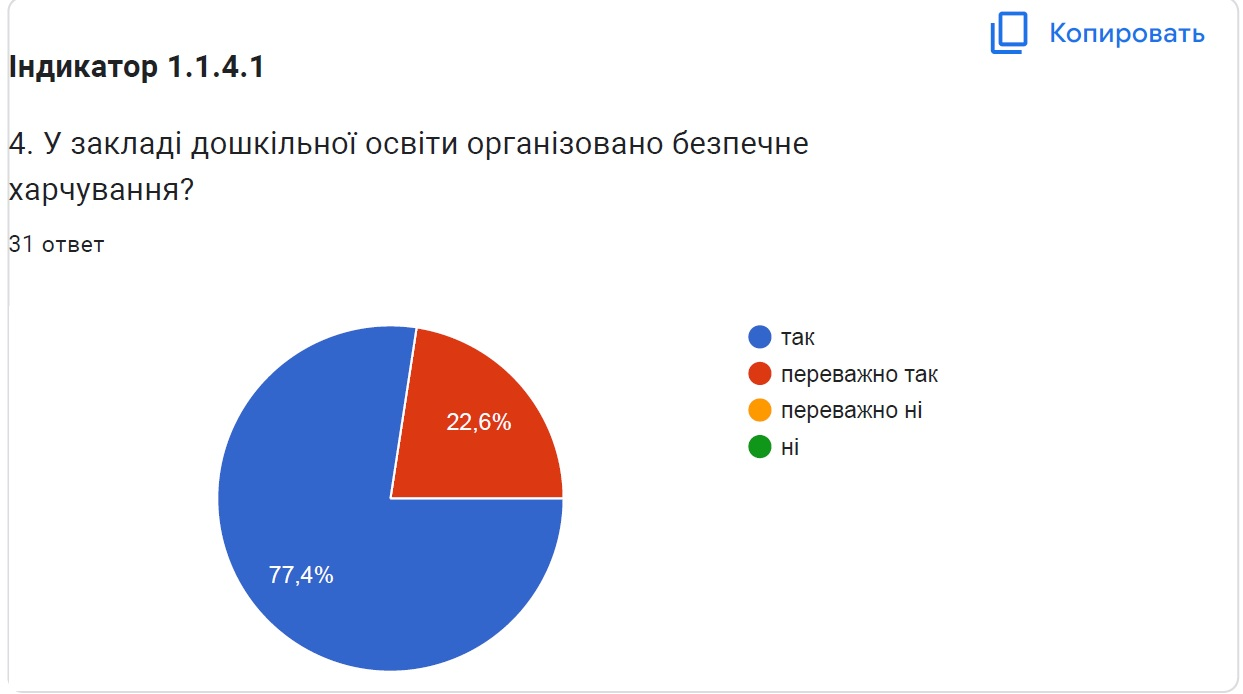 Копировать
Індикатор 1.1.4.1
4. У закладі дошкільної освіти організовано безпечне
харчування?
31 ответ
так
переважно так
переважно ні
ні
22,6%
77,4%